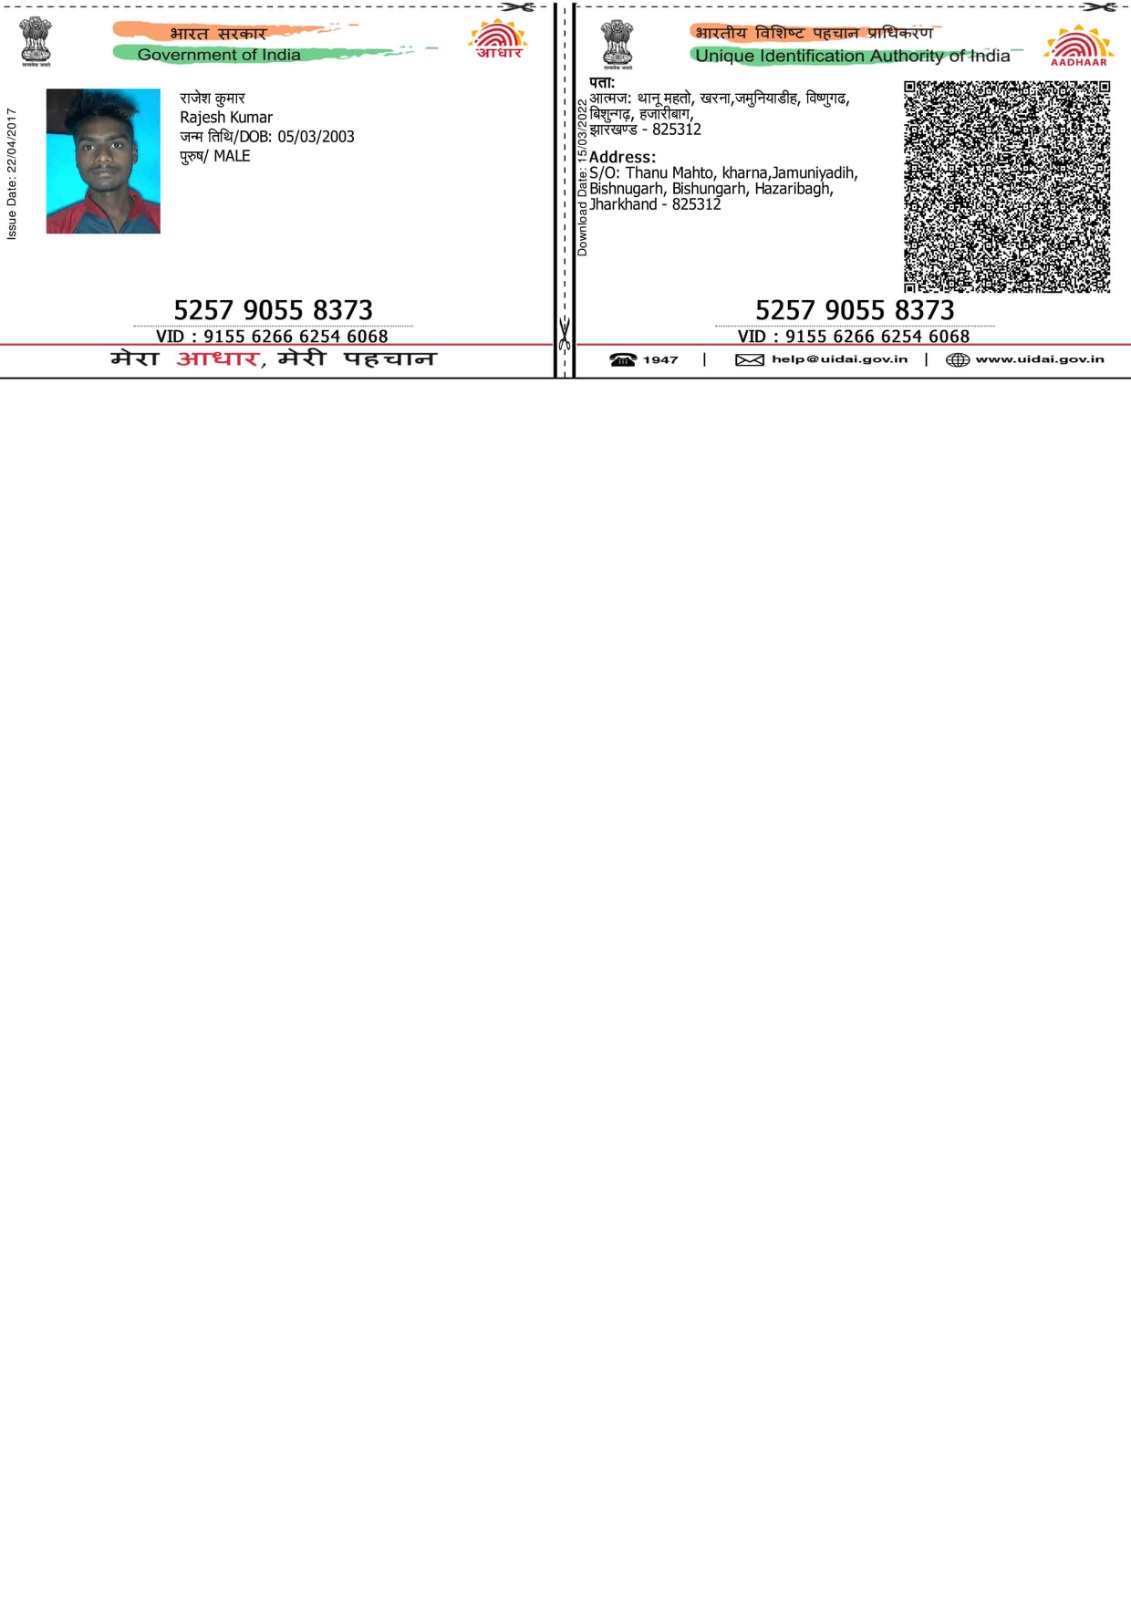 भारत सरकार
Government of India
आधार
Issue Date: 22/04/2017
राजेश कुमार
Rajesh Kumar
जन्म तिथि/DOB: 05/03/2003
पुरुष/ MALE
5257 9055 8373
VID : 9155 6266 6254 6068
मेरा आधार, मेरी पहचान
भारतीय विशिष्ट पहचान प्राधिकरण
Unique Identification Authority of India
AADHAAR
Download Date: 15/03/2022
पता:
आत्मज: थानू महतो, खरना,जमुनियाडीह, विष्णुगढ,
बिशुन्गढ़, हजारीबाग,
झारखण्ड - 825312
Address:
S/O: Thanu Mahto, kharna,Jamuniyadih,
Bishnugarh, Bishungarh, Hazaribagh,
Jharkhand - 825312
5257 9055 8373
VID : 9155 6266 6254 6068
1947 | help@uidai.gov.in | www.uidai.gov.in